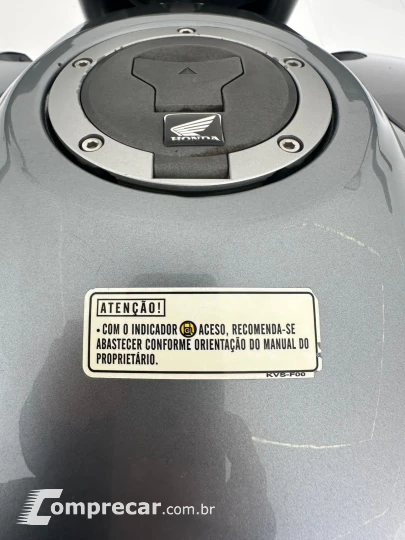 HONDA
ATENÇÃO!
• COM O INDICADOR ACESO, RECOMENDA-SE
ABASTECER CONFORME ORIENTAÇÃO DO MANUAL DO
PROPRIETÁRIO.
KVS-F00
Comprecar.com.br